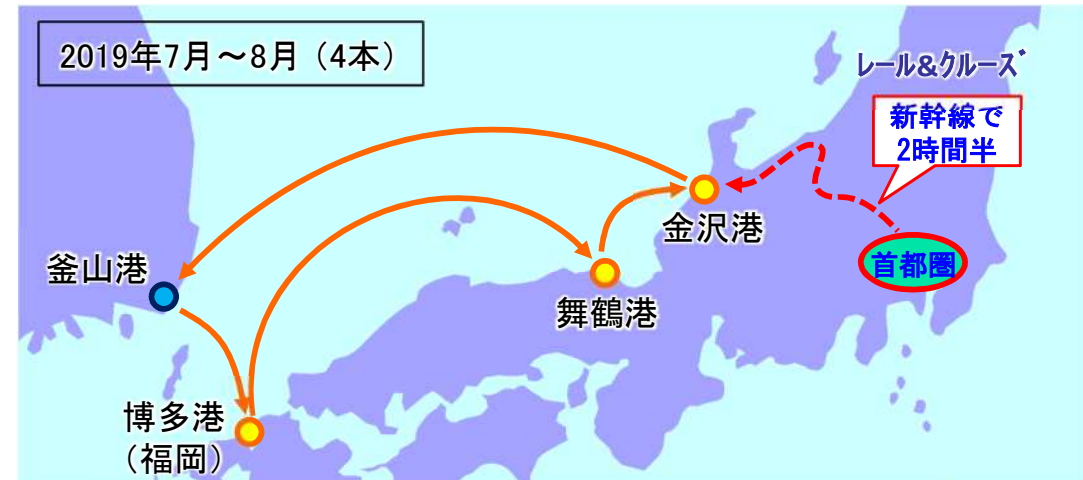 2019年7月～8月（4本）
レール&クルーズ
新幹線で
2時間半
金沢港
首都圏
釜山港
舞鶴港
博多港
（福岡）